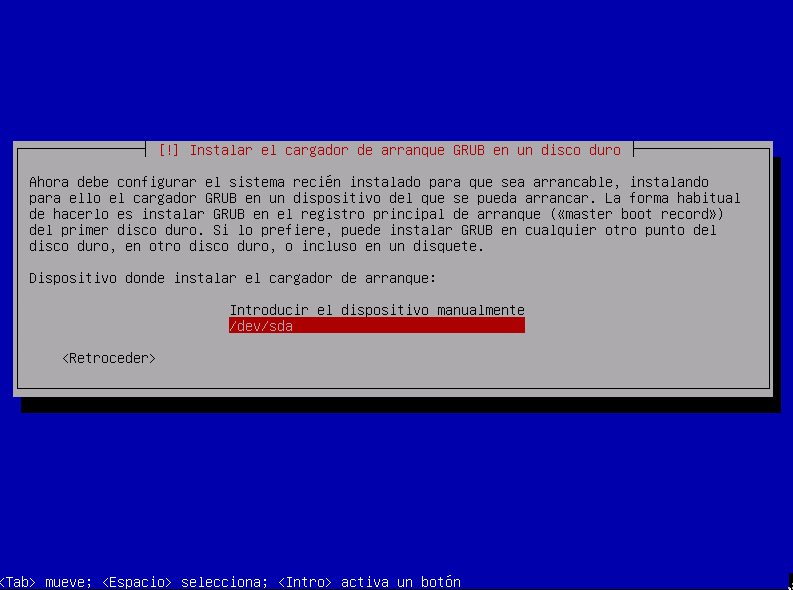 [!] Instalar el cargador de arranque GRUB en un disco duro
Ahora debe configurar el sistema recién instalado para que sea arrancable, instalando
para ello el cargador GRUB en un dispositivo del que se pueda arrancar. La forma habitual
de hacerlo es instalar GRUB en el registro principal de arranque («master boot record»)
del primer disco duro. Si lo prefiere, puede instalar GRUB en cualquier otro punto del
disco duro, en otro disco duro, o incluso en un disquete.
Dispositivo donde instalar el cargador de arranque:
Introducir el dispositivo manualmente
/dev/sda
<Retroceder>
<Tab> mueve; <Espacio> selecciona; <Intro> activa un botón